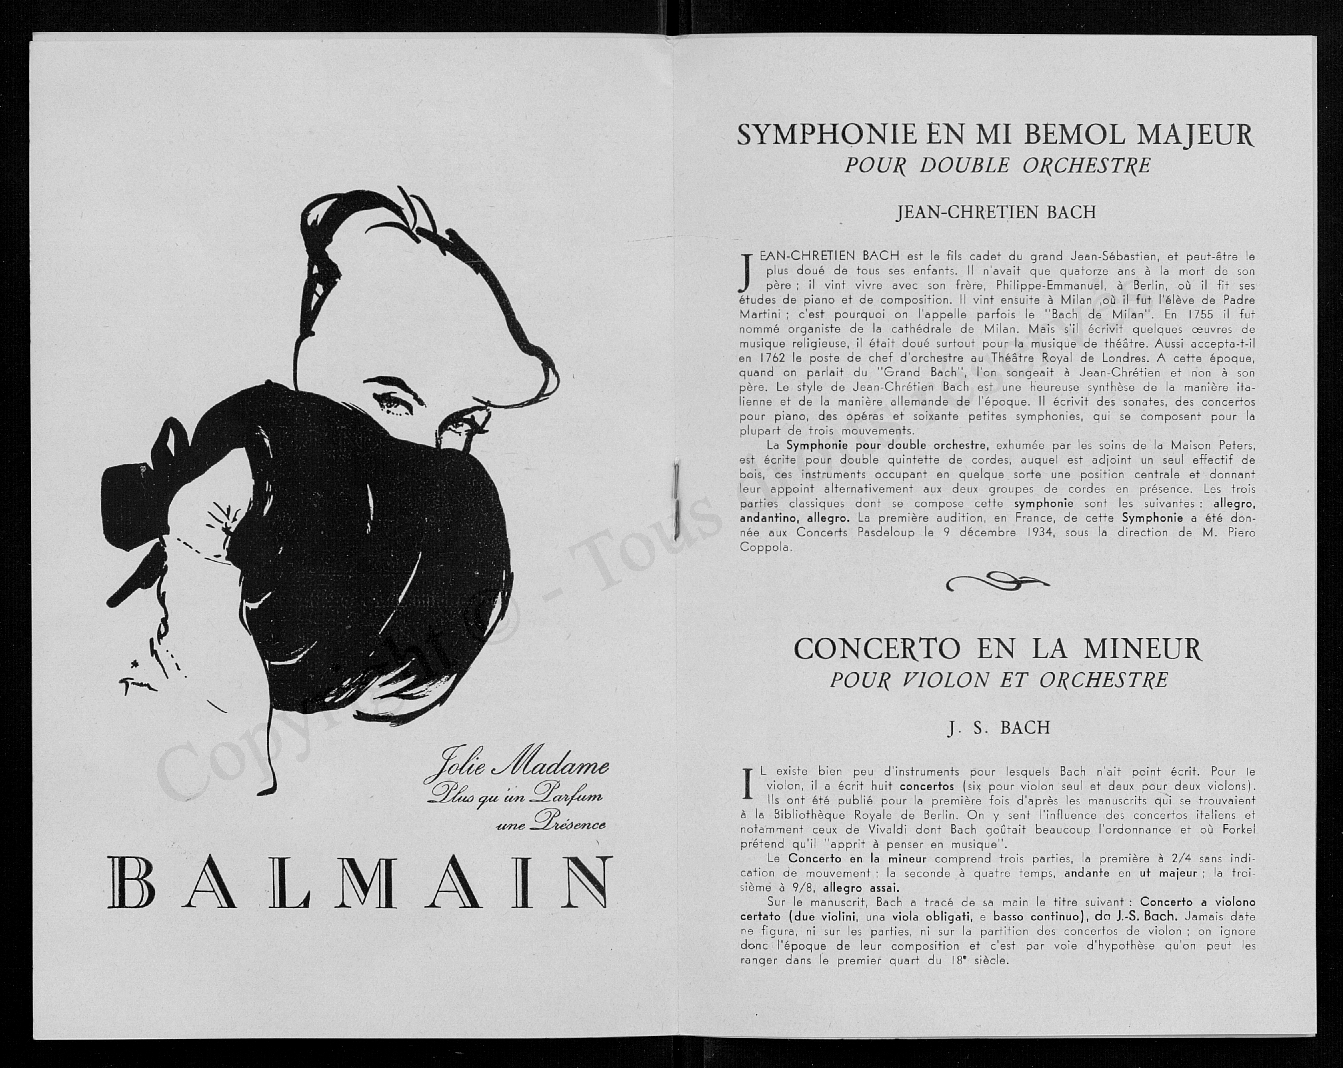 Jolie Madame
Plus qu'un Parfum
une Présence
BALMAIN
SYMPHONIE EN MI BEMOL MAJEUR
POUR DOUBLE ORCHESTRE
JEAN-CHRETIEN BACH
JEAN-CHRETIEN BACH est le fils cadet du grand Jean-Sébastien, et peut-être le
plus doué de tous ses enfants. Il n'avait que quatorze ans à la mort de son
père ; il vint vivre avec son frère, Philippe-Emmanuel, à Berlin, où il fit ses
études de piano et de composition. Il vint ensuite à Milan où il fut l'élève de Padre
Martini ; c'est pourquoi on l'appelle parfois le "Bach de Milan". En 1755 il fut
nommé organiste de la cathédrale de Milan. Mais s'il écrivit quelques œuvres de
musique religieuse, il était doué surtout pour la musique de théâtre. Aussi accepta-t-il
en 1762 le poste de chef d'orchestre au Théâtre Royal de Londres. A cette époque,
quand on parlait du "Grand Bach", l'on songeait à Jean-Chrétien et non à son
père. Le style de Jean-Chrétien Bach est une heureuse synthèse de la manière ita-
lienne et de la manière allemande de l'époque. Il écrivit des sonates, des concertos
pour piano, des opéras et soixante petites symphonies, qui se composent pour la
plupart de trois mouvements.
La Symphonie pour double orchestre, exhumée par les soins de la Maison Peters,
est écrite pour double quintette de cordes, auquel est adjoint un seul effectif de
bois, ces instruments occupant en quelque sorte une position centrale et donnant
leur appoint alternativement aux deux groupes de cordes en présence. Les trois
parties classiques dont se compose cette symphonie sont les suivantes : allegro,
andantino, allegro. La première audition, en France, de cette Symphonie a été don-
née aux Concerts Pasdeloup le 9 décembre 1934, sous la direction de M. Piero
Coppola.
CONCERTO EN LA MINEUR
POUR VIOLON ET ORCHESTRE
J. S. BACH
IL existe bien peu d'instruments pour lesquels Bach n'ait point écrit. Pour le
violon, il a écrit huit concertos (six pour violon seul et deux pour deux violons).
Ils ont été publié pour la première fois d'après les manuscrits qui se trouvaient
à la Bibliothèque Royale de Berlin. On y sent l'influence des concertos italiens et
notamment ceux de Vivaldi dont Bach goûtait beaucoup l'ordonnance et où Forkel
prétend qu'il "apprit à penser en musique".
Le Concerto en la mineur comprend trois parties, la première à 2/4 sans indi-
cation de mouvement : la seconde à quatre temps, andante en ut majeur ; la troi-
sième à 9/8, allegro assai.
Sur le manuscrit, Bach a tracé de sa main le titre suivant : Concerto a violono
certato (due violini, una viola obligati, e basso continuo), da J.-S. Bach. Jamais date
ne figura, ni sur les parties, ni sur la partition des concertos de violon ; on ignore
donc l'époque de leur composition et c'est par voie d'hypothèse qu'on peut les
ranger dans le premier quart du 18e siècle.
Copyright © - Tous